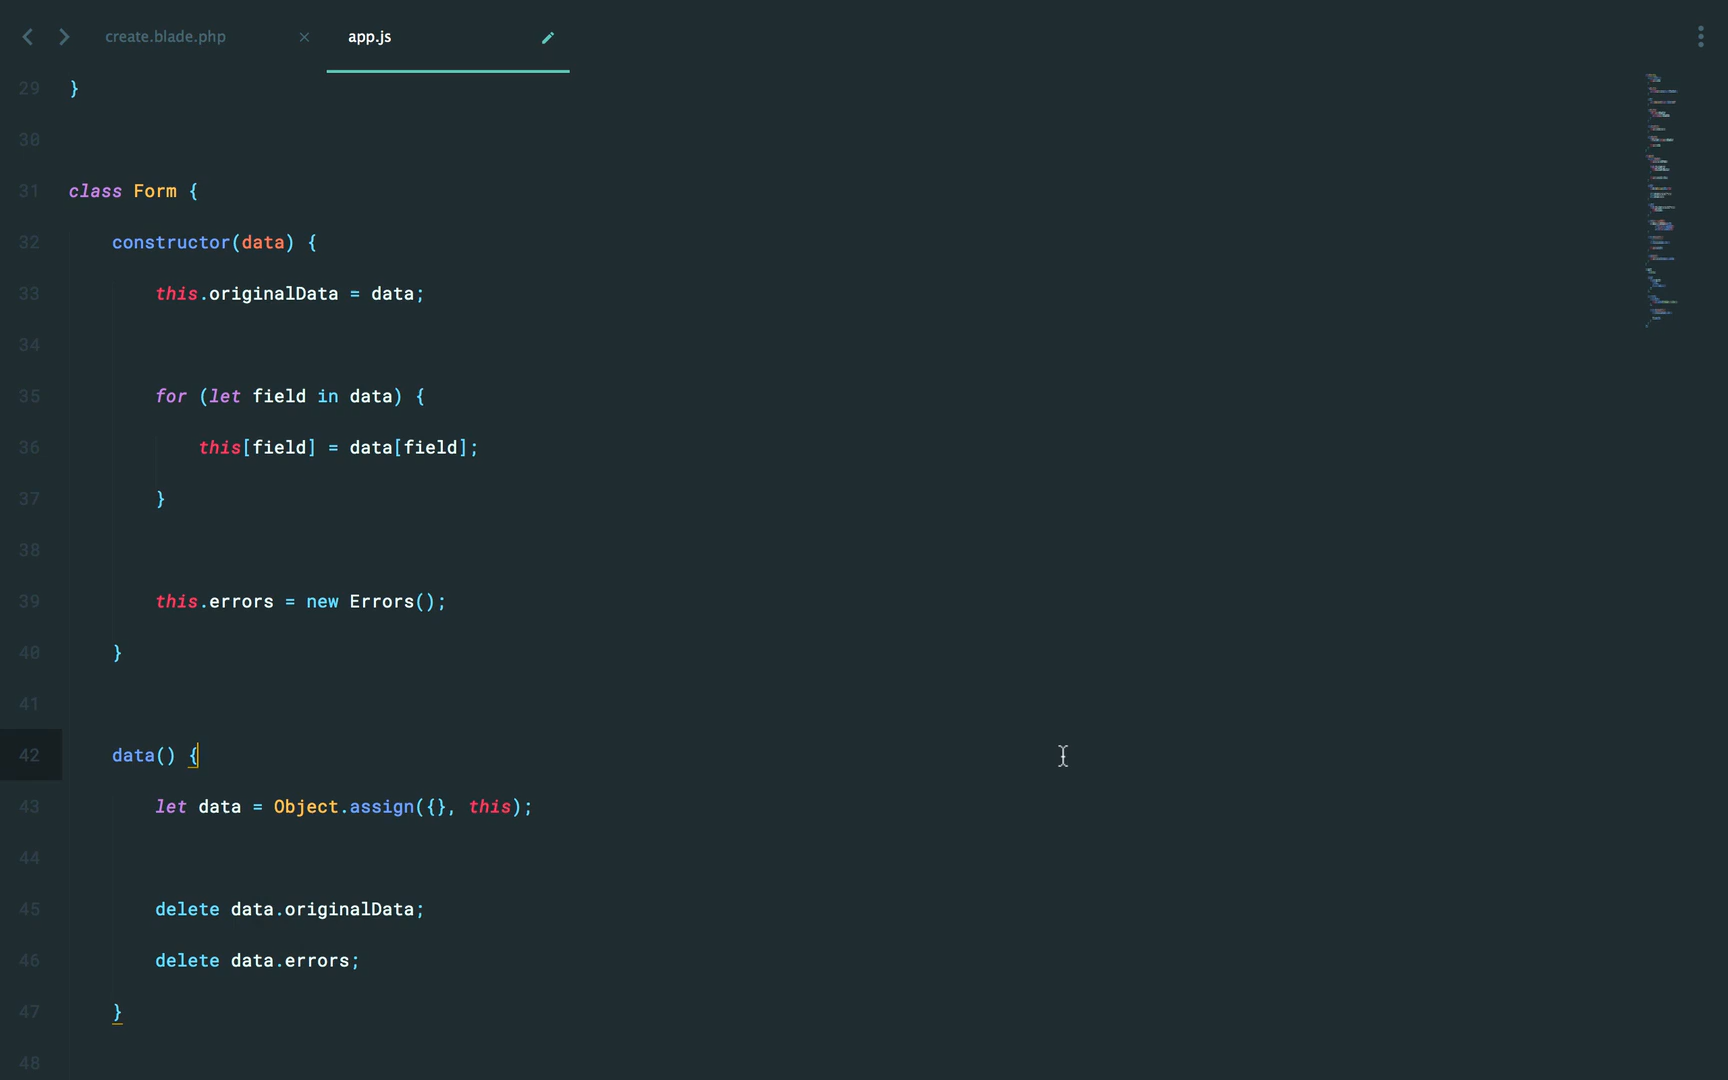 create.blade.php
app.js
29 }
30
31 class Form {
32 constructor(data) {
33 this.originalData = data;
34
35 for (let field in data) {
36 this[field] = data[field];
37 }
38
39 this.errors = new Errors();
40 }
41
42 data() {
43 let data = Object.assign({}, this);
44
45 delete data.originalData;
46 delete data.errors;
47 }
48